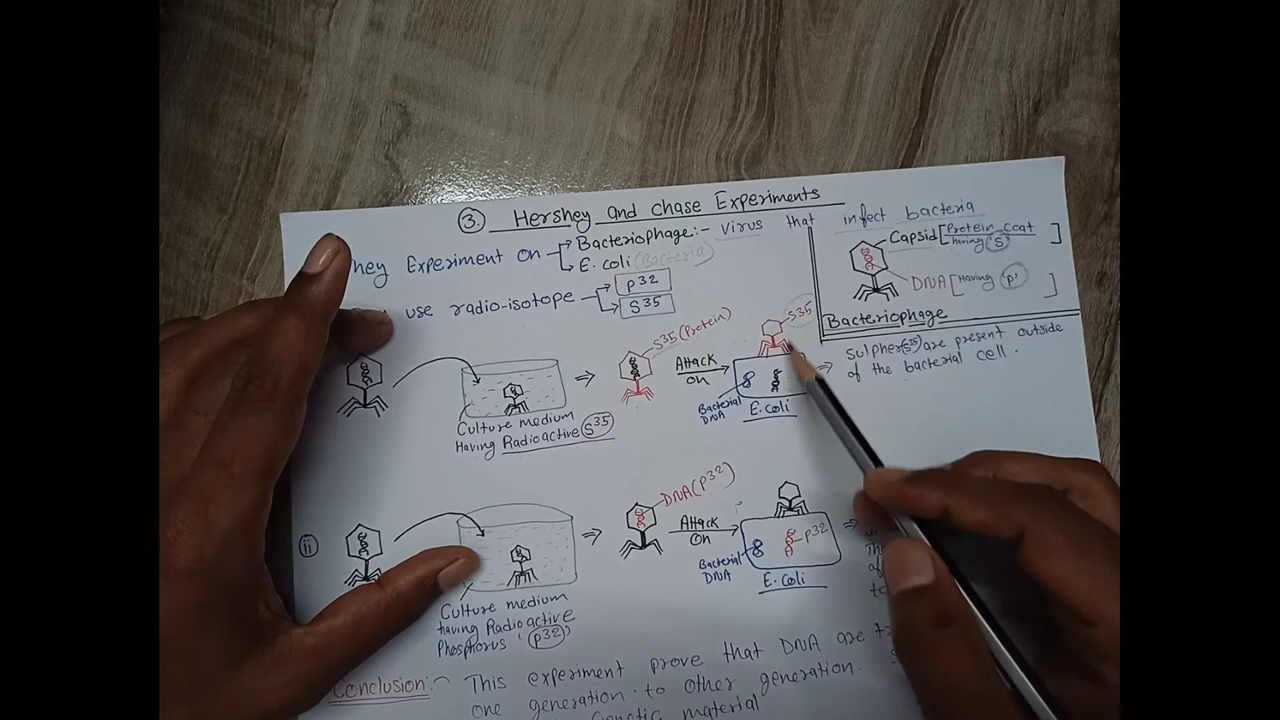 3. Hershey and chase Experiments
hey Experiment on
Bacteriophage:- Virus that infect bacteria
E. coli (Bacteria)
use radio-isotope
P32
S35
Capsid [Protein coat
having (S) ]
DNA [Having 'P' ]
Bacteriophage
S35 (Protein)
Attack
on
S35
Bacterial
DNA
E. coli
Sulpher(S35) are present outside
of the bacterial cell.
Culture medium
Having Radioactive S35
ii
DNA (P32)
Attack
On
P32
Bacterial
DNA
E. coli
Culture medium
having Radioactive
Phosphorus '(P32)'
Conclusion:- This experiment prove that DNA are
one generation to other generation.
Genetic material